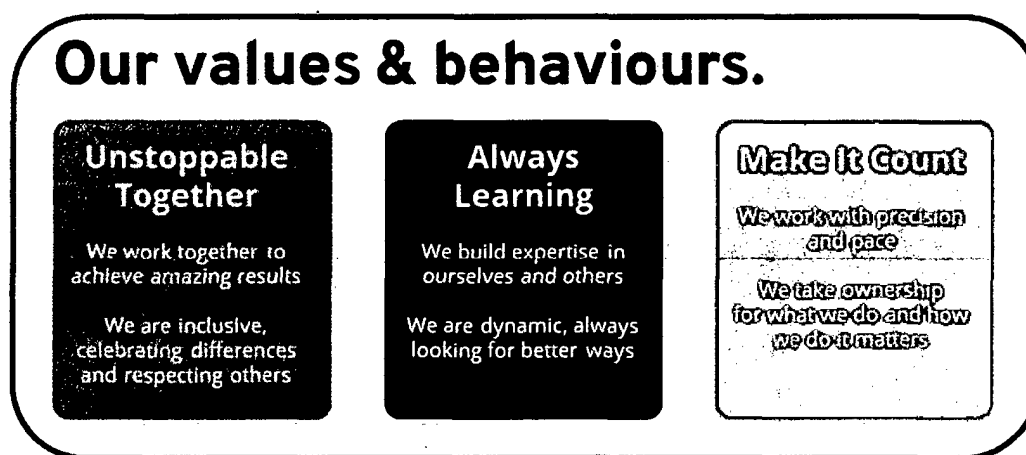 Our values & behaviours.
Unstoppable
Together
We work together to
achieve amazing results
We are inclusive,
celebrating differences
and respecting others
Always
Learning
We build expertise in
ourselves and others
We are dynamic, always
looking for better ways
Make It Count
We work with precision
and pace
We take ownership
for what we do and how
we do it matters